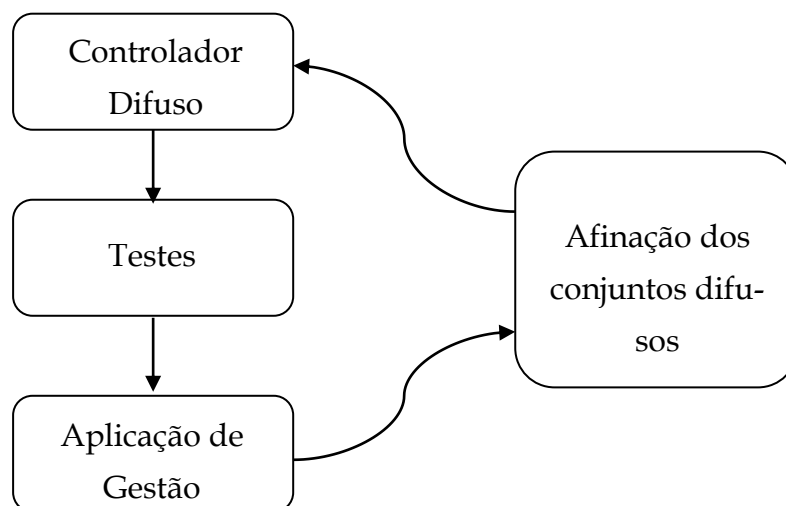 Controlador
Difuso
Testes
Aplicação de
Gestão
Afinação dos
conjuntos difu-
sos